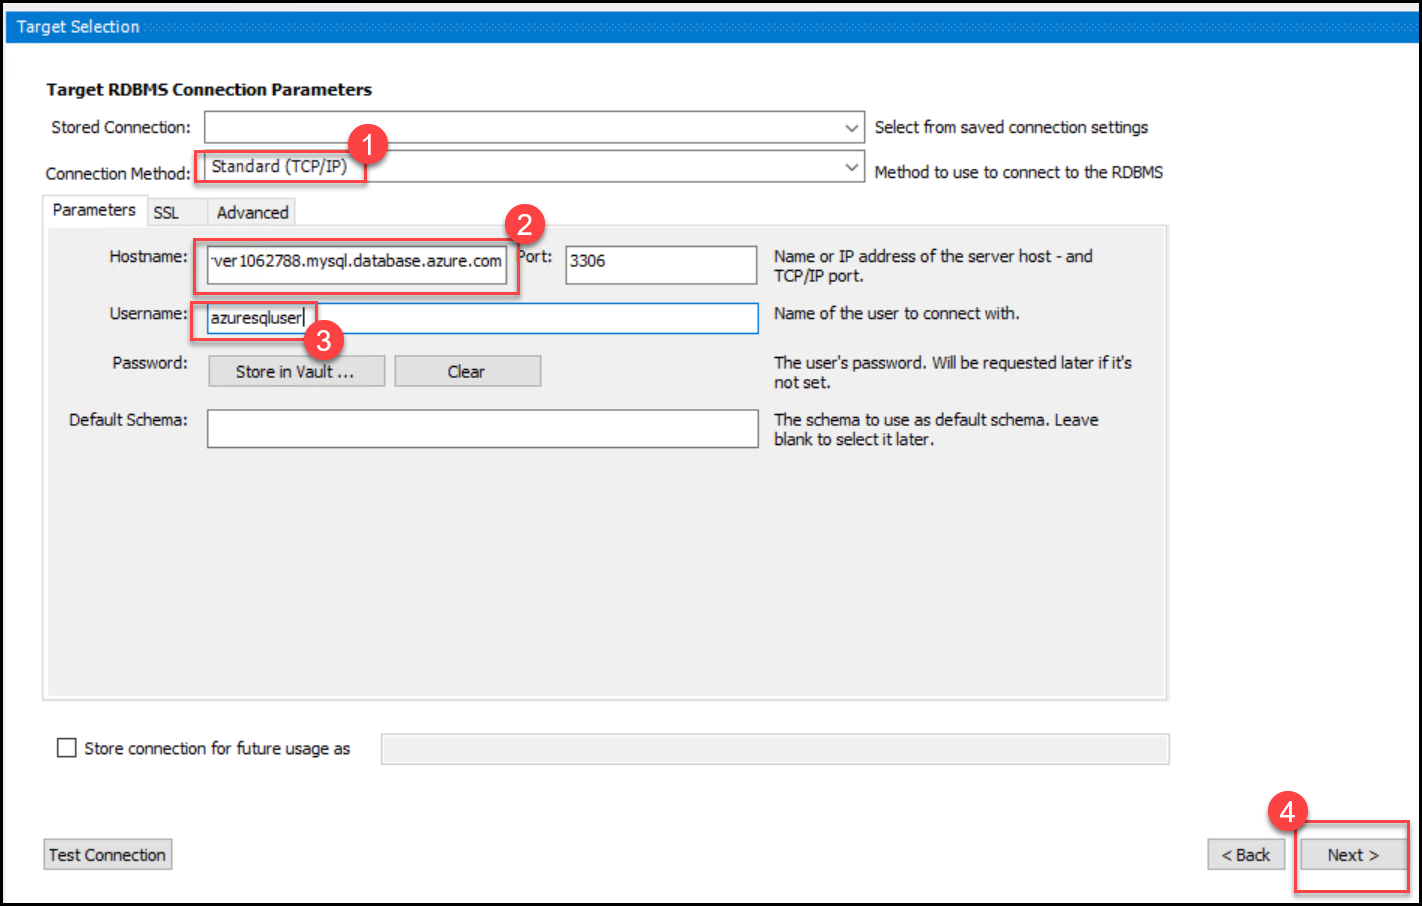 Target Selection
Target RDBMS Connection Parameters
Stored Connection:
Select from saved connection settings
1
Connection Method: Standard (TCP/IP)
Method to use to connect to the RDBMS
Parameters SSL Advanced
2
Hostname: ver1062788.mysql.database.azure.com Port: 3306
Name or IP address of the server host - and
TCP/IP port.
Username: azuresqluser
Name of the user to connect with.
3
Password: Store in Vault ... Clear
The user's password. Will be requested later if it's
not set.
Default Schema:
The schema to use as default schema. Leave
blank to select it later.
Store connection for future usage as
4
Test Connection
< Back
Next >